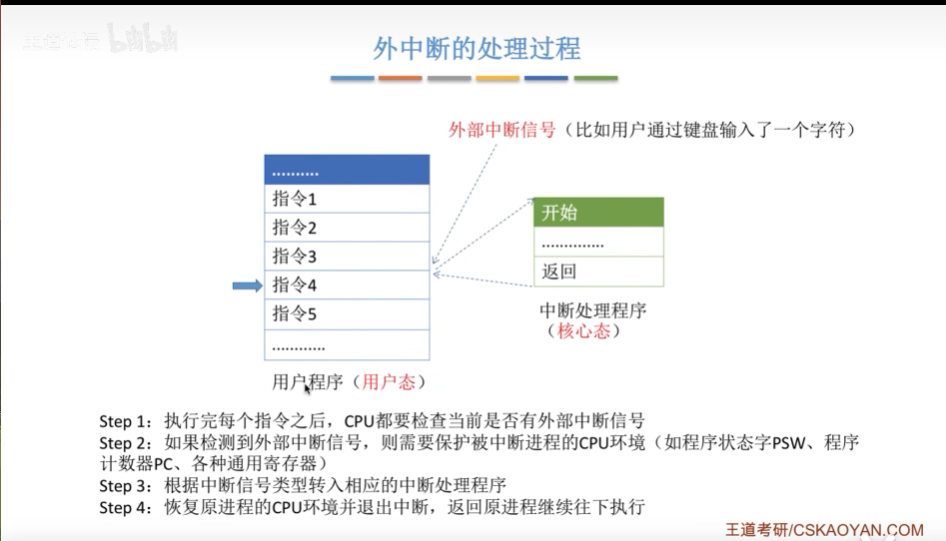 bilibili
外中断的处理过程
外部中断信号（比如用户通过键盘输入了一个字符）
..........
指令1
指令2
指令3
指令4
指令5
............
用户程序（用户态）
开始
..............
返回
中断处理程序
（核心态）
Step 1：执行完每个指令之后，CPU都要检查当前是否有外部中断信号
Step 2：如果检测到外部中断信号，则需要保护被中断进程的CPU环境（如程序状态字PSW、程序
计数器PC、各种通用寄存器）
Step 3：根据中断信号类型转入相应的中断处理程序
Step 4：恢复原进程的CPU环境并退出中断，返回原进程继续往下执行
王道考研/CSKAOYAN.COM